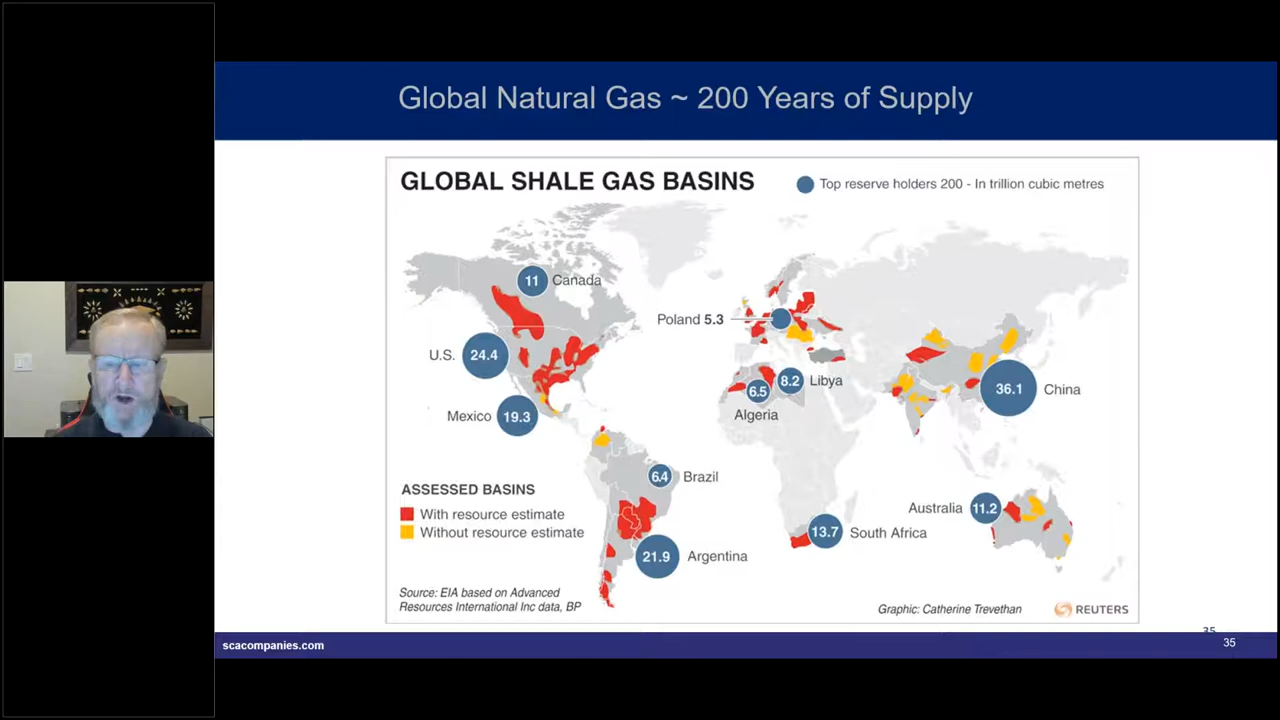 Global Natural Gas ~ 200 Years of Supply
GLOBAL SHALE GAS BASINS
Top reserve holders 200 - In trillion cubic metres
11 Canada
Poland 5.3
U.S. 24.4
8.2 Libya
6.5
Algeria
36.1 China
Mexico 19.3
6.4 Brazil
ASSESSED BASINS
With resource estimate
Without resource estimate
Australia 11.2
13.7 South Africa
21.9 Argentina
Source: EIA based on Advanced
Resources International Inc data, BP
Graphic: Catherine Trevethan
REUTERS
35
scacompanies.com
35